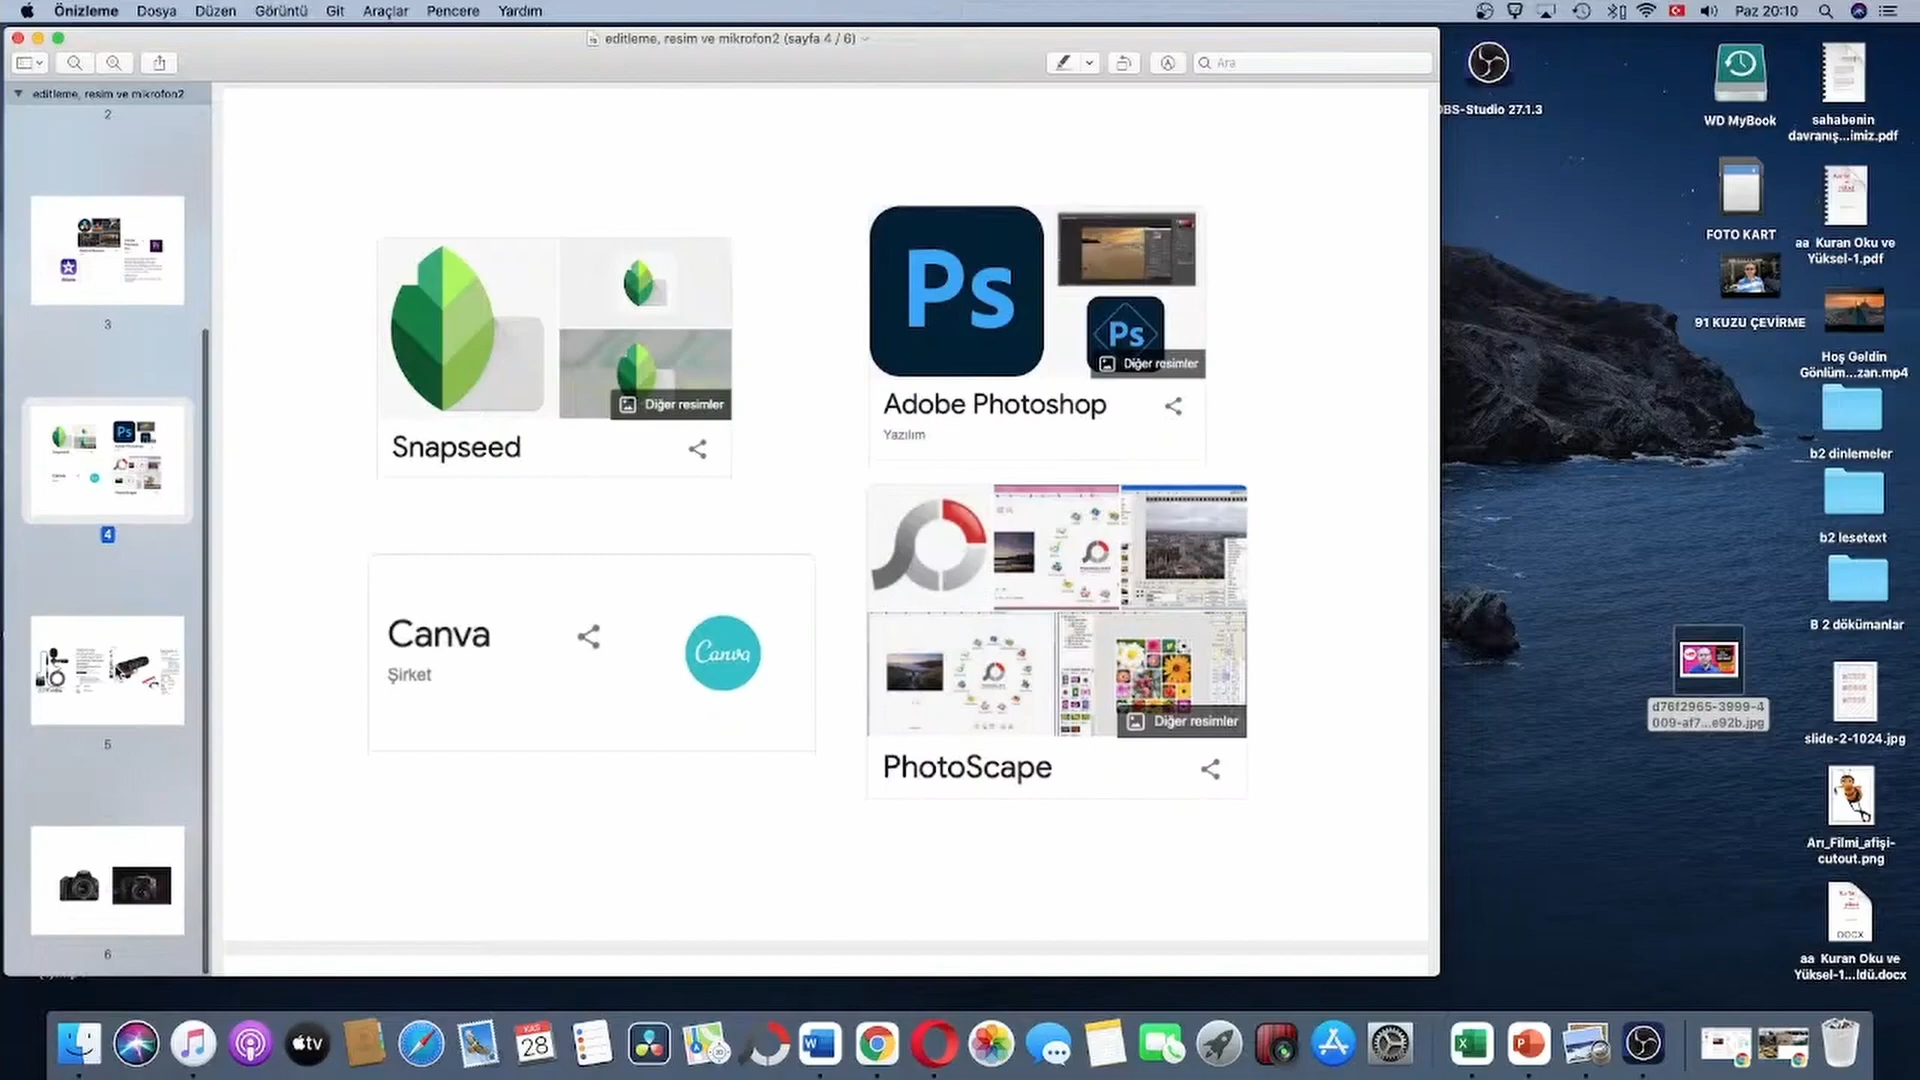 Önizleme Dosya Düzen Görüntü Git Araçlar Pencere Yardım
Paz 20:10
editleme, resim ve mikrofon2 (sayfa 4 / 6)
Ara
editleme, resim ve mikrofon2
2
3
4
5
6
Snapseed
Diğer resimler
Ps
Ps
Diğer resimler
Adobe Photoshop
Yazılım
Canva
Şirket
Canva
Diğer resimler
PhotoScape
OBS-Studio 27.1.3
WD MyBook
sahabenin
davranış...imiz.pdf
FOTO KART
aa Kuran Oku ve
Yüksel-1.pdf
91 KUZU ÇEVİRME
Hoş Geldin
Gönlüm...zan.mp4
b2 dinlemeler
b2 lesetext
B 2 dökümanlar
d76f2965-3999-4
009-af7...e92b.jpg
slide-2-1024.jpg
Arı_Filmi_afişi-
cutout.png
DOCX
aa Kuran Oku ve
Yüksel-1...ldü.docx
tv
KAS
28
W
X
P